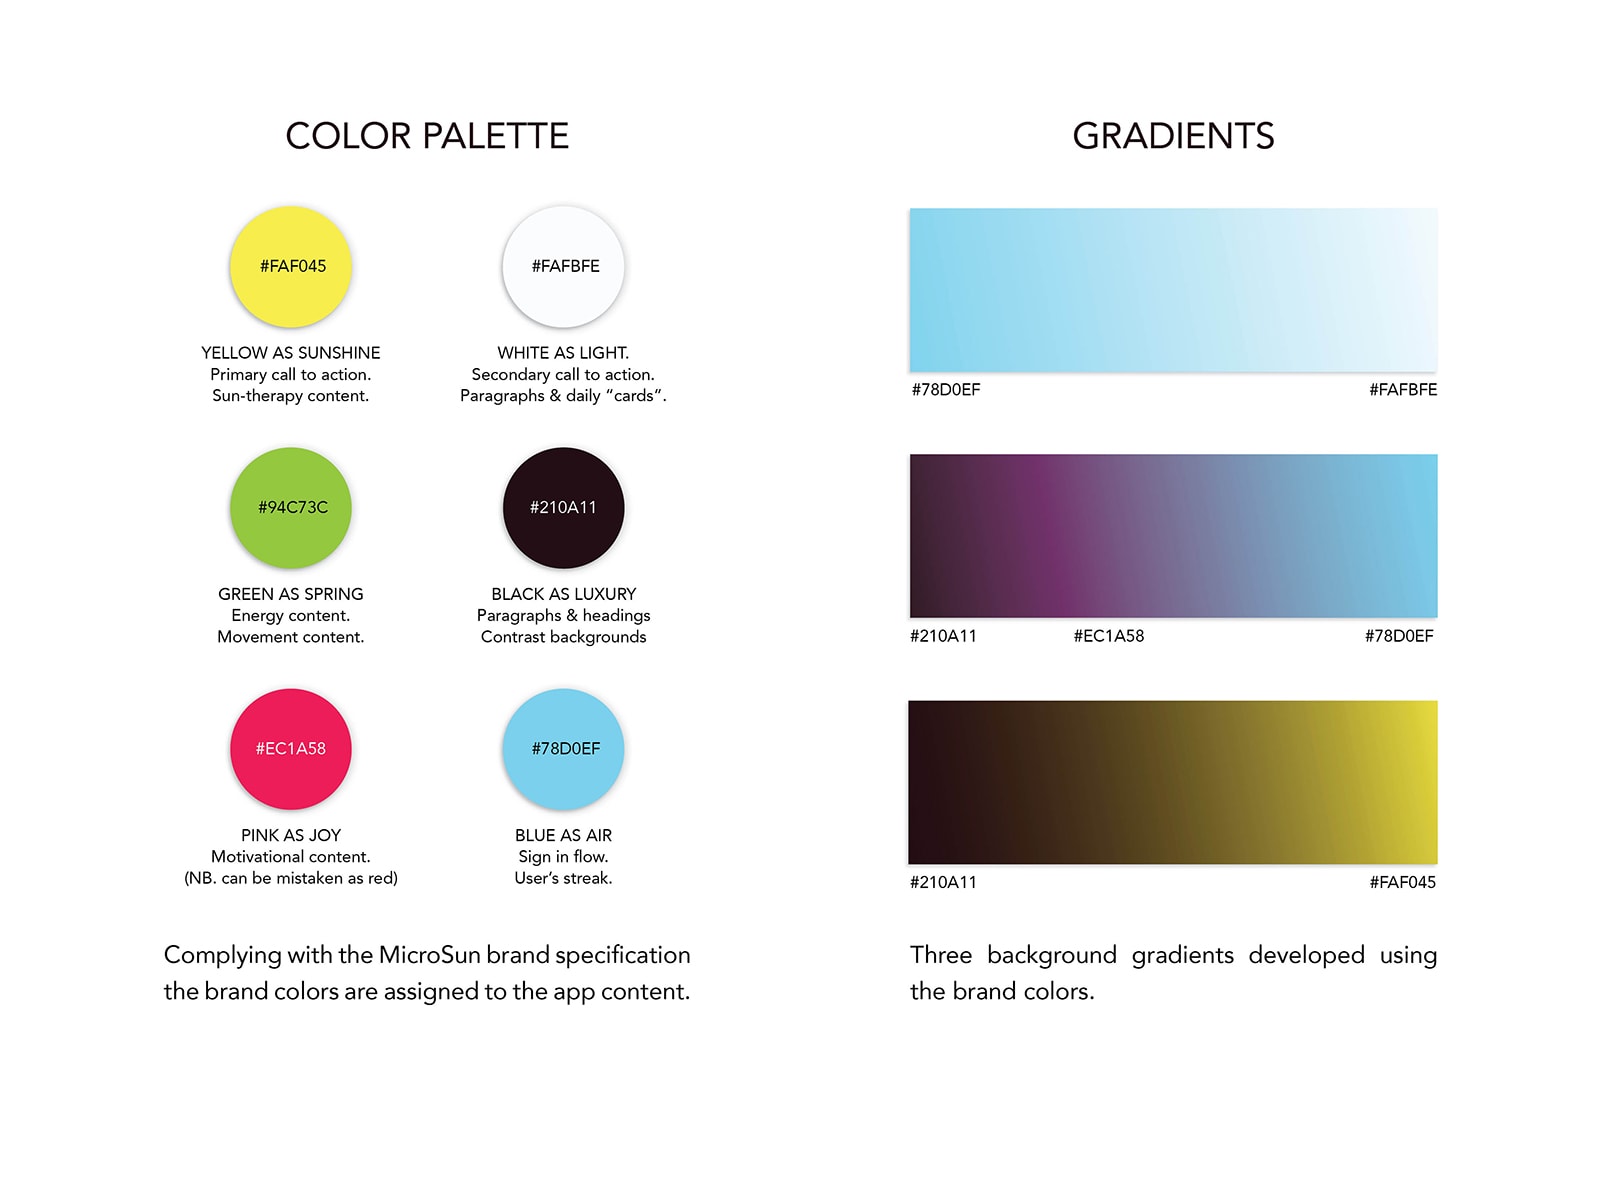 COLOR PALETTE
#FAF045
#FAFBFE
YELLOW AS SUNSHINE
Primary call to action.
Sun-therapy content.
WHITE AS LIGHT.
Secondary call to action.
Paragraphs & daily “cards”.
#94C73C
#210A11
GREEN AS SPRING
Energy content.
Movement content.
BLACK AS LUXURY
Paragraphs & headings
Contrast backgrounds
#EC1A58
#78D0EF
PINK AS JOY
Motivational content.
(NB. can be mistaken as red)
BLUE AS AIR
Sign in flow.
User’s streak.
Complying with the MicroSun brand specification
the brand colors are assigned to the app content.
GRADIENTS
#78D0EF
#FAFBFE
#210A11
#EC1A58
#78D0EF
#210A11
#FAF045
Three background gradients developed using
the brand colors.